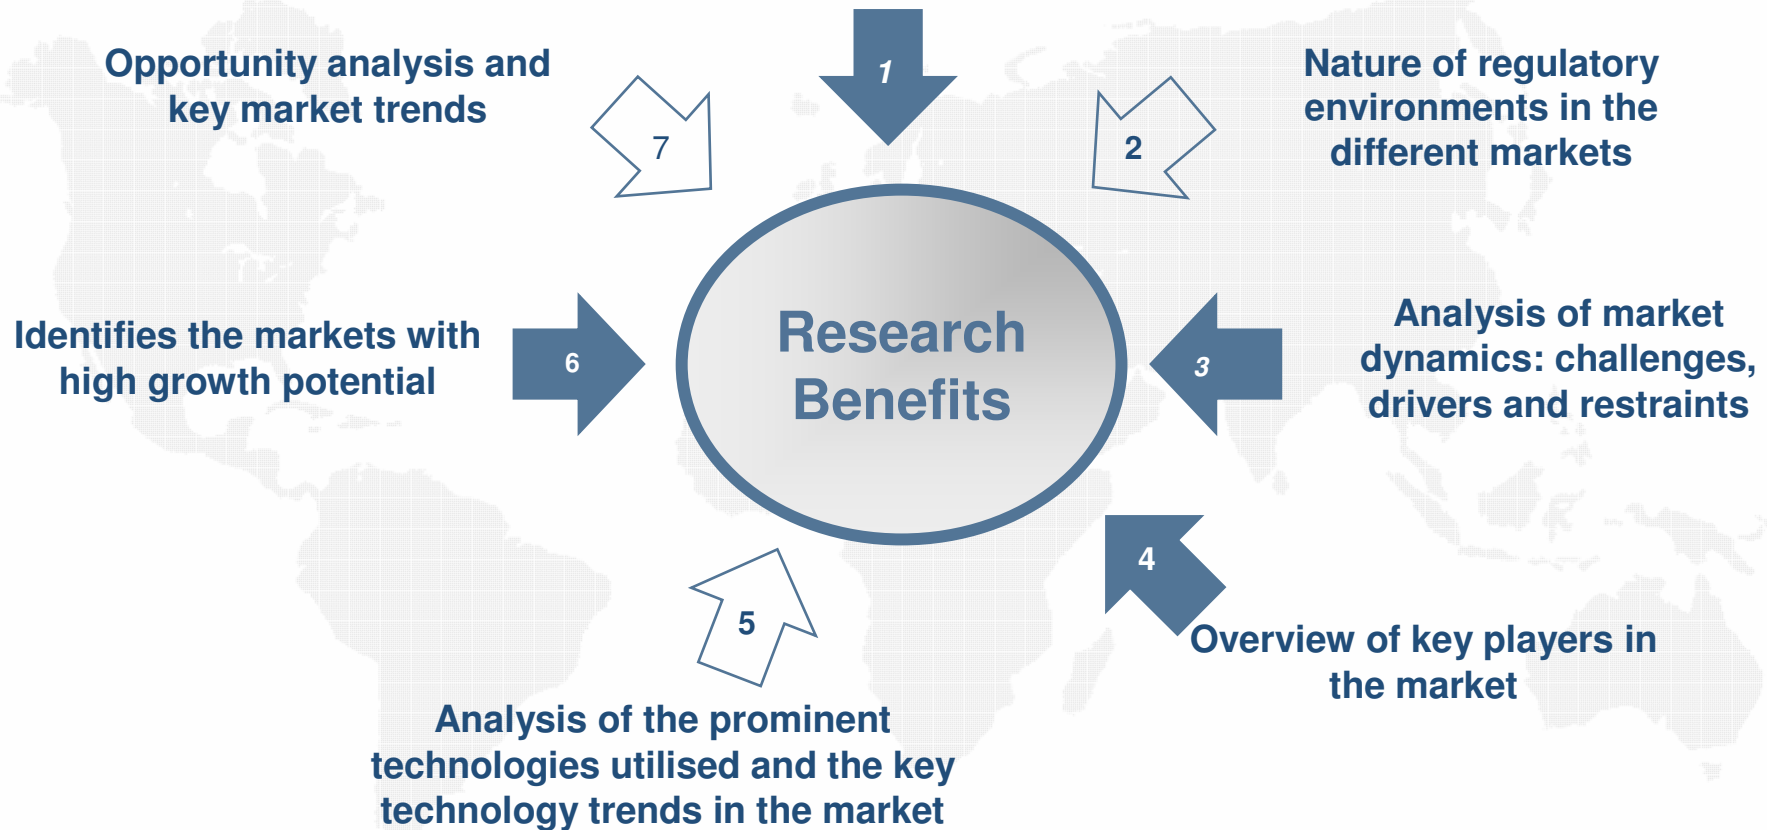 1
Nature of regulatory
environments in the
different markets
2
Analysis of market
dynamics: challenges,
drivers and restraints
3
Overview of key players in
the market
4
Analysis of the prominent
technologies utilised and the key
technology trends in the market
5
Identifies the markets with
high growth potential
6
Opportunity analysis and
key market trends
7
Research
Benefits